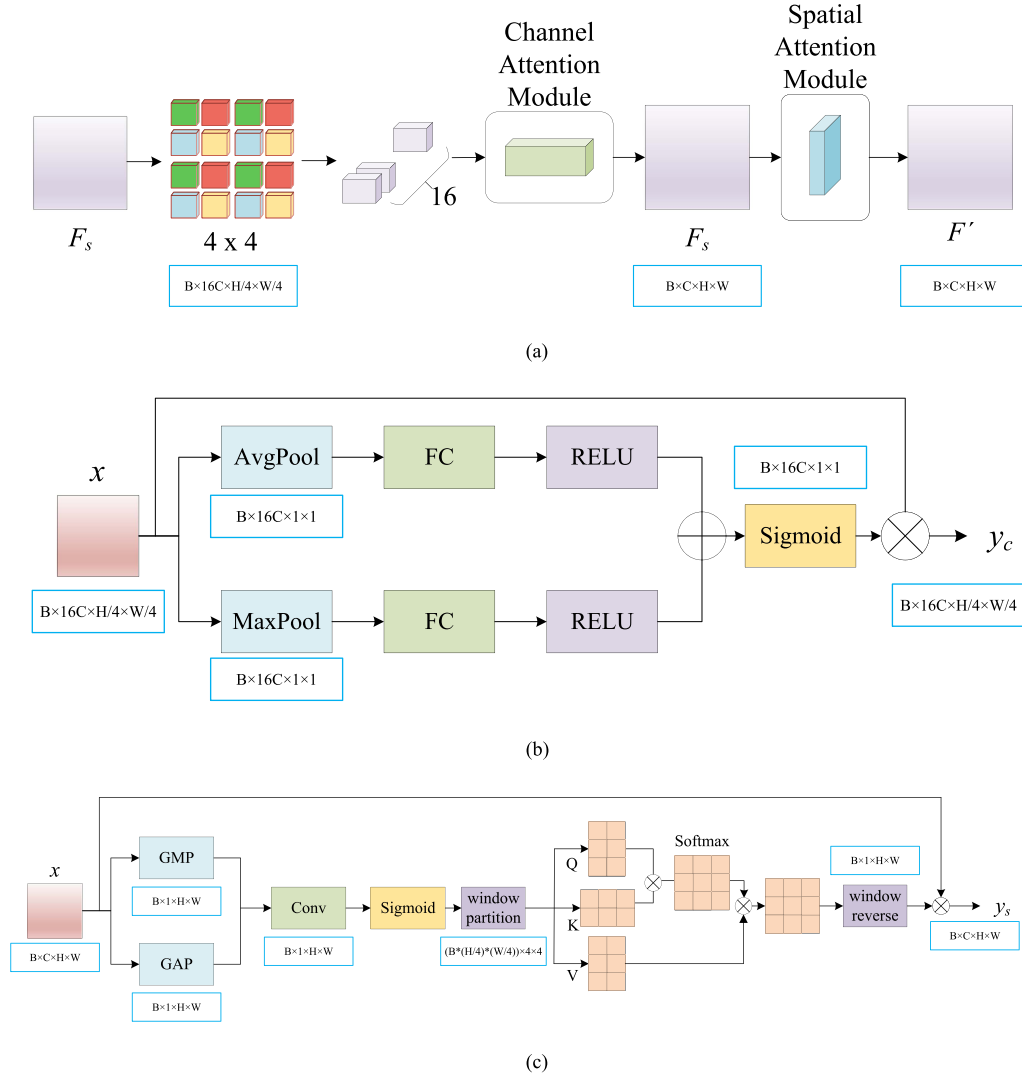 Channel
Attention
Module
Spatial
Attention
Module
F_s
4 x 4
16
F_s
F′
B×16C×H/4×W/4
B×C×H×W
B×C×H×W
(a)
x
AvgPool
FC
RELU
B×16C×1×1
B×16C×1×1
Sigmoid
y_c
B×16C×H/4×W/4
B×16C×H/4×W/4
MaxPool
FC
RELU
B×16C×1×1
(b)
x
GMP
B×1×H×W
Conv
Sigmoid
window
partition
Q
K
V
Softmax
B×1×H×W
window
reverse
y_s
B×C×H×W
B×C×H×W
B×1×H×W
(B*(H/4)*(W/4))×4×4
GAP
B×1×H×W
(c)